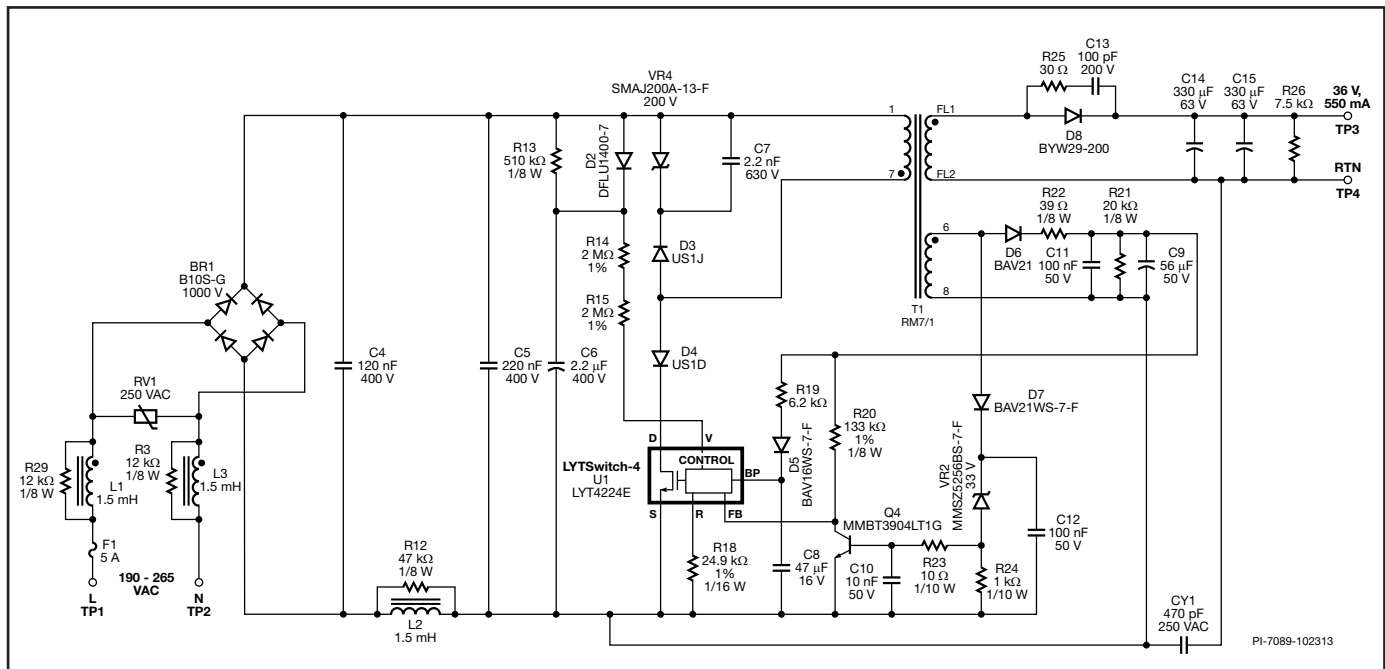 VR4
SMAJ200A-13-F
200 V
R25
30 Ω
C13
100 pF
200 V
D8
BYW29-200
C14
330 µF
63 V
C15
330 µF
63 V
R26
7.5 kΩ
36 V,
550 mA
TP3
RTN
TP4
1
7
FL1
FL2
R13
510 kΩ
1/8 W
D2
DFLU1400-7
C7
2.2 nF
630 V
R14
2 MΩ
1%
D3
US1J
R15
2 MΩ
1%
D4
US1D
6
8
T1
RM7/1
D6
BAV21
R22
39 Ω
1/8 W
R21
20 kΩ
1/8 W
C11
100 nF
50 V
C9
56 µF
50 V
BR1
B10S-G
1000 V
C4
120 nF
400 V
C5
220 nF
400 V
C6
2.2 µF
400 V
RV1
250 VAC
R29
12 kΩ
1/8 W
L1
1.5 mH
R3
12 kΩ
1/8 W
L3
1.5 mH
F1
5 A
L
TP1
190 - 265
VAC
N
TP2
R12
47 kΩ
1/8 W
L2
1.5 mH
D
V
CONTROL
BP
S
R
FB
LYTSwitch-4
U1
LYT4224E
R18
24.9 kΩ
1%
1/16 W
R19
6.2 kΩ
D5
BAV16WS-7-F
R20
133 kΩ
1%
1/8 W
C8
47 µF
16 V
Q4
MMBT3904LT1G
C10
10 nF
50 V
R23
10 Ω
1/10 W
R24
1 kΩ
1/10 W
D7
BAV21WS-7-F
VR2
MMSZ5256BS-7-F
33 V
C12
100 nF
50 V
CY1
470 pF
250 VAC
PI-7089-102313